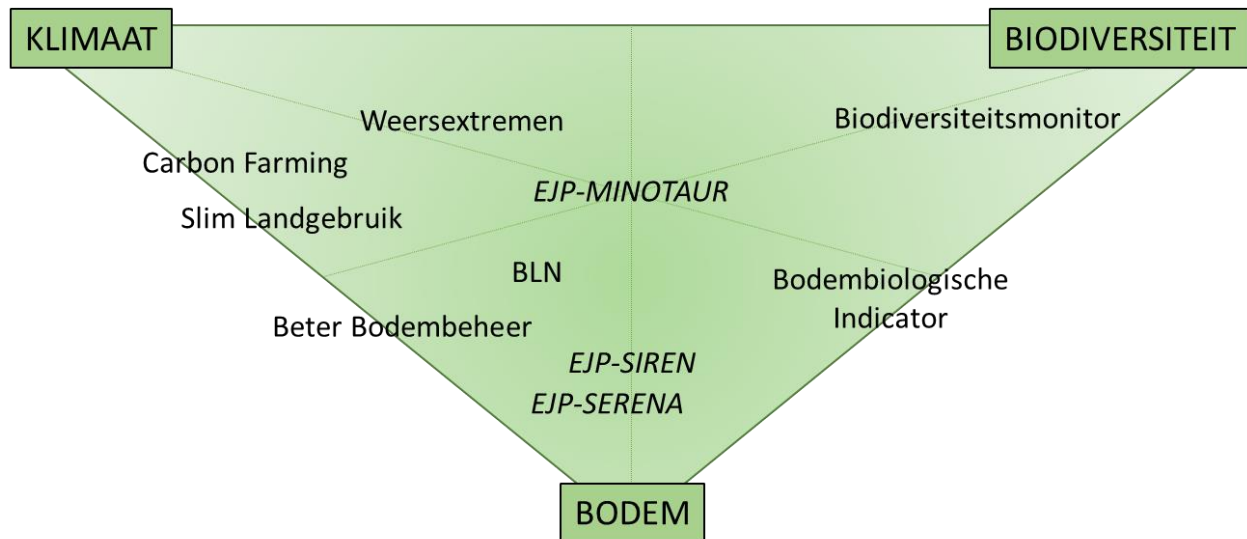 KLIMAAT
BIODIVERSITEIT
Weersextremen
Biodiversiteitsmonitor
Carbon Farming
EJP-MINOTAUR
Slim Landgebruik
BLN
Bodembiologische
Indicator
Beter Bodembeheer
EJP-SIREN
EJP-SERENA
BODEM